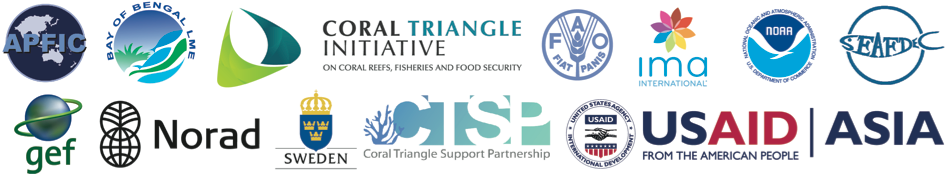 APFIC
BAY OF BENGAL LME
CORAL TRIANGLE
INITIATIVE
ON CORAL REEFS, FISHERIES AND FOOD SECURITY
F A O
FIAT PANIS
ima
INTERNATIONAL
NATIONAL OCEANIC AND ATMOSPHERIC ADMINISTRATION
NOAA
U.S. DEPARTMENT OF COMMERCE
SEAFDEC
gef
Norad
SWEDEN
CTSP
Coral Triangle Support Partnership
UNITED STATES AGENCY
USAID
INTERNATIONAL DEVELOPMENT
USAID ASIA
FROM THE AMERICAN PEOPLE